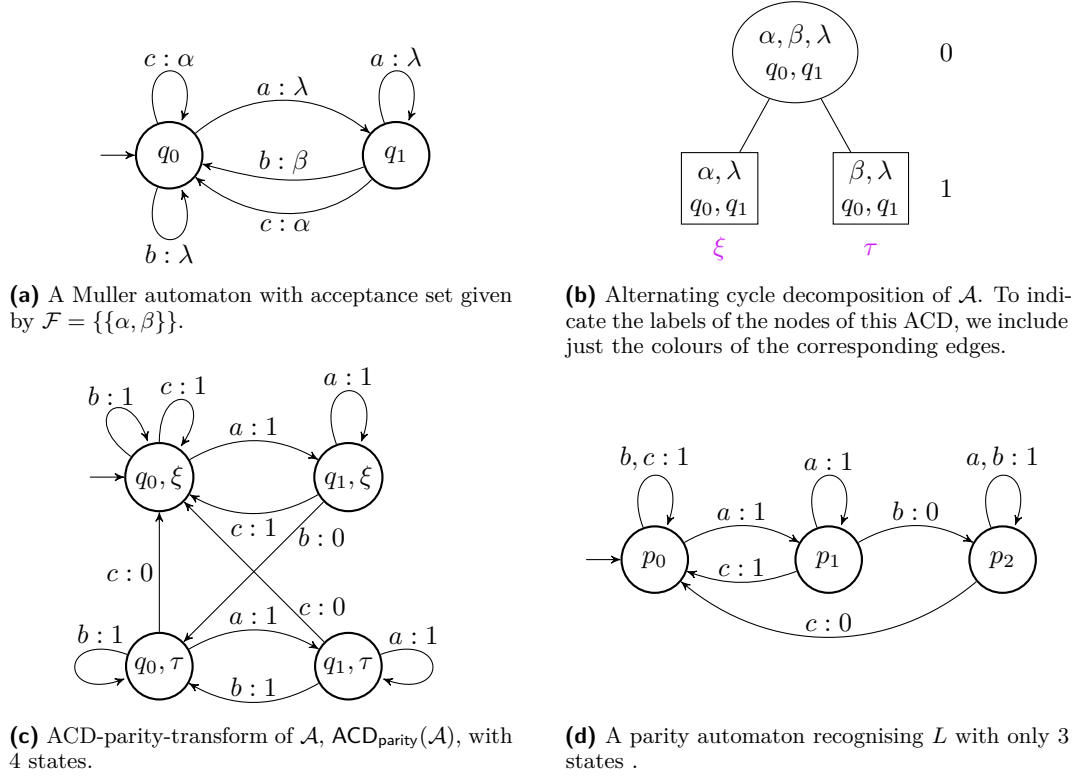 c : α
a : λ
a : λ
q₀
b : β
q₁
c : α
b : λ
(a) A Muller automaton with acceptance set given
by 𝓕 = {{α, β}}.
α, β, λ
q₀, q₁
0
α, λ
q₀, q₁
β, λ
q₀, q₁
1
ξ
τ
(b) Alternating cycle decomposition of 𝒜. To indi-
cate the labels of the nodes of this ACD, we include
just the colours of the corresponding edges.
b : 1
c : 1
a : 1
a : 1
q₀, ξ
q₁, ξ
c : 1
b : 0
c : 0
c : 0
b : 1
a : 1
a : 1
q₀, τ
q₁, τ
b : 1
(c) ACD-parity-transform of 𝒜, ACD_parity(𝒜), with
4 states.
b, c : 1
a : 1
a, b : 1
a : 1
b : 0
p₀
p₁
p₂
c : 1
c : 0
(d) A parity automaton recognising L with only 3
states .